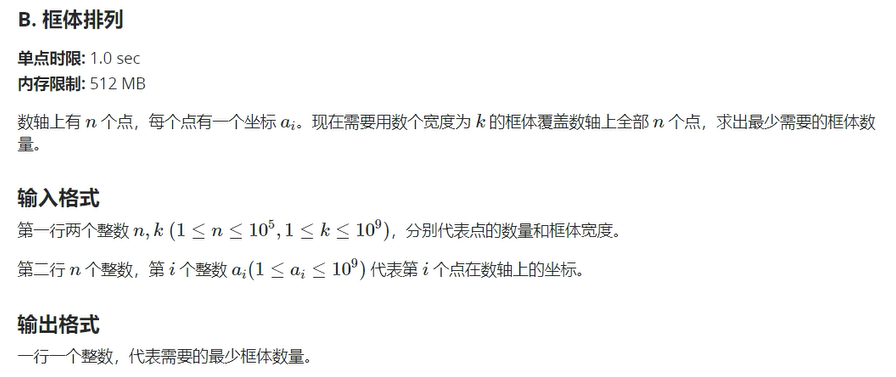 B. 框体排列
单点时限: 1.0 sec
内存限制: 512 MB
数轴上有 n 个点，每个点有一个坐标 a_i。现在需要用数个宽度为 k 的框体覆盖数轴上全部 n 个点，求出最少需要的框体数
量。
输入格式
第一行两个整数 n, k (1 ≤ n ≤ 10^5, 1 ≤ k ≤ 10^9)，分别代表点的数量和框体宽度。
第二行 n 个整数，第 i 个整数 a_i(1 ≤ a_i ≤ 10^9) 代表第 i 个点在数轴上的坐标。
输出格式
一行一个整数，代表需要的最少框体数量。